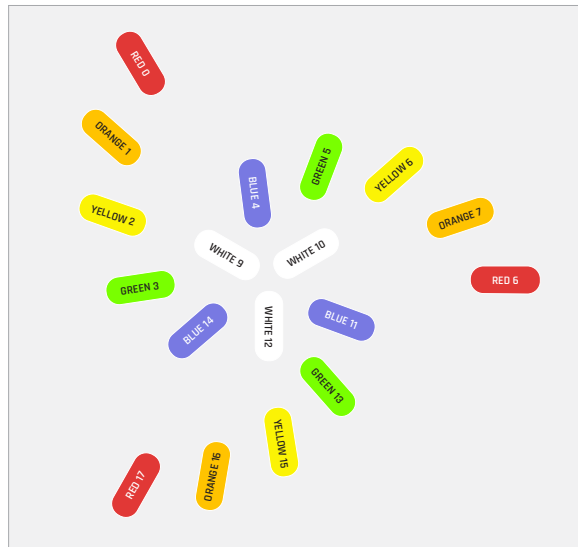 RED 0
ORANGE 1
YELLOW 2
GREEN 3
BLUE 4
GREEN 5
YELLOW 6
ORANGE 7
RED 6
WHITE 9
WHITE 10
BLUE 11
WHITE 12
GREEN 13
BLUE 14
YELLOW 15
ORANGE 16
RED 17